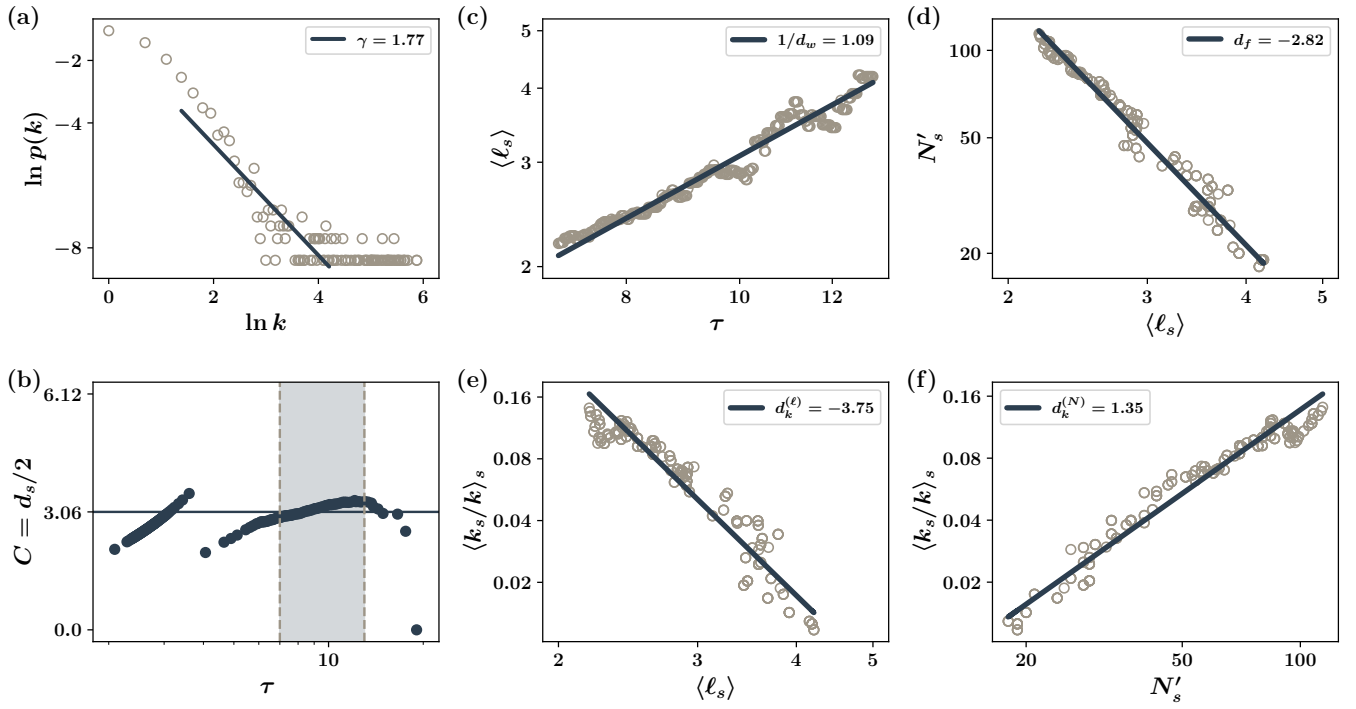 (a)
γ = 1.77
−2
−4
−6
−8
0
2
4
6
ln p(k)
ln k
(c)
1/d_w = 1.09
5
4
3
2
8
10
12
⟨ℓ_s⟩
τ
(d)
d_f = −2.82
100
50
20
2
3
4
5
N′_s
⟨ℓ_s⟩
(b)
6.12
3.06
0.0
10
C = d_s/2
τ
(e)
d_k^(ℓ) = −3.75
0.16
0.08
0.04
0.02
2
3
4
5
⟨k_s/k⟩_s
⟨ℓ_s⟩
(f)
d_k^(N) = 1.35
0.16
0.08
0.04
0.02
20
50
100
⟨k_s/k⟩_s
N′_s